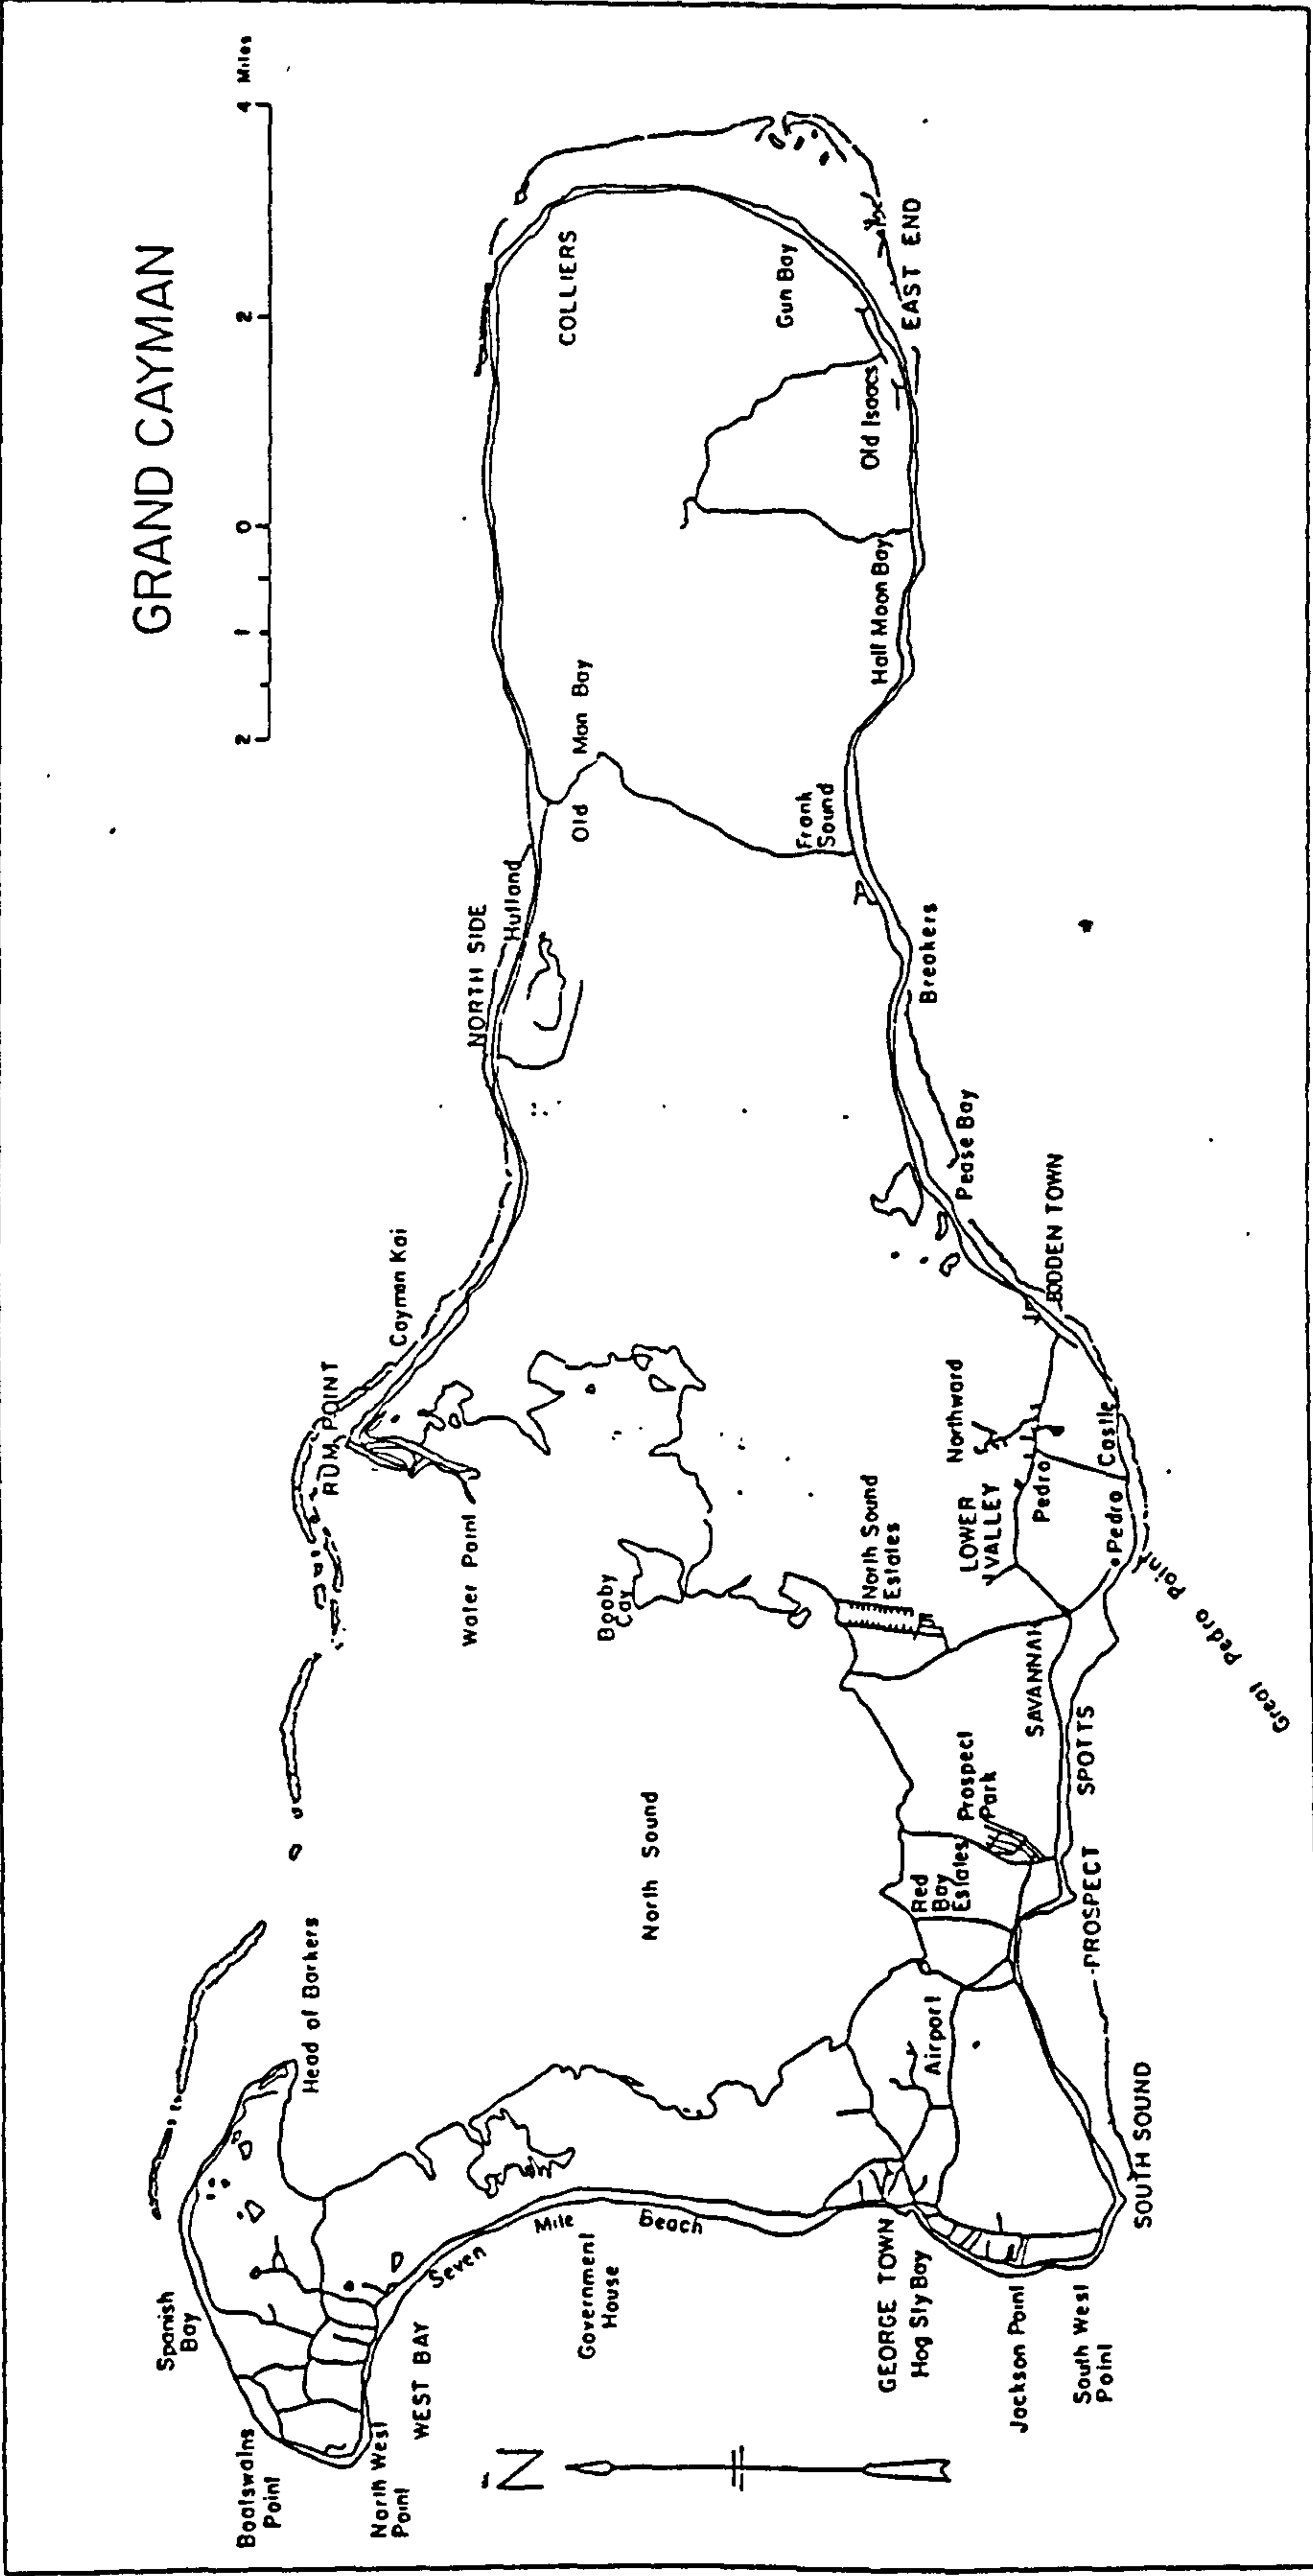 GRAND CAYMAN
2 1 0 2 4 Miles
Spanish
Bay
Boatswains
Point
North West
Point
WEST BAY
Head of Barkers
Seven
Mile
Beach
Government
House
North Sound
RUM POINT
Cayman Kai
Water Point
Booby
Cay
NORTH SIDE
Hutland
Old Man Bay
COLLIERS
Gun Bay
EAST END
Old Isaacs
Half Moon Bay
Frank
Sound
Breakers
Pease Bay
BODDEN TOWN
Northward
LOWER
VALLEY
Pedro
Pedro Castle
Great Pedro Point
North Sound
Estates
SAVANNAH
SPOTTS
Prospect
Park
Red
Bay
Estates
PROSPECT
Airport
GEORGE TOWN
Hog Sty Bay
Jackson Point
South West
Point
SOUTH SOUND
N